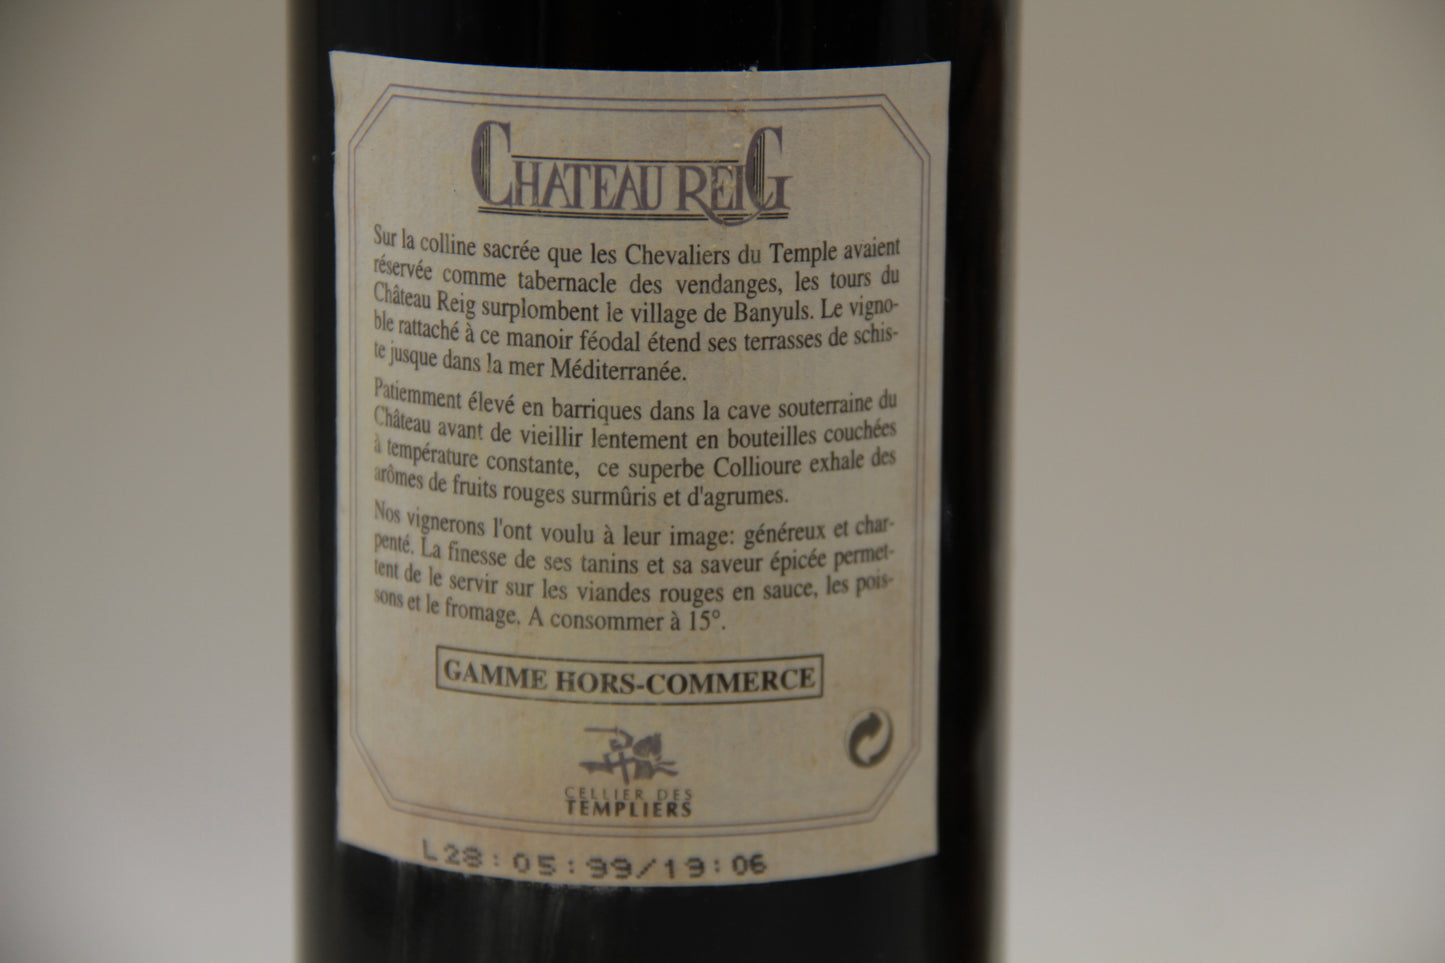 CHATEAU REIG
Sur la colline sacrée que les Chevaliers du Temple avaient
réservée comme tabernacle des vendanges, les tours du
Château Reig surplombent le village de Banyuls. Le vigno-
ble rattaché à ce manoir féodal étend ses terrasses de schis-
te jusque dans la mer Méditerranée.
Patiemment élevé en barriques dans la cave souterraine du
Château avant de vieillir lentement en bouteilles couchées
à température constante, ce superbe Collioure exhale des
arômes de fruits rouges surmûris et d'agrumes.
Nos vignerons l'ont voulu à leur image: généreux et char-
penté. La finesse de ses tanins et sa saveur épicée permet-
tent de le servir sur les viandes rouges en sauce, les pois-
sons et le fromage. A consommer à 15°.
GAMME HORS-COMMERCE
CELLIER DES
TEMPLIERS
L28:05:99/19:06